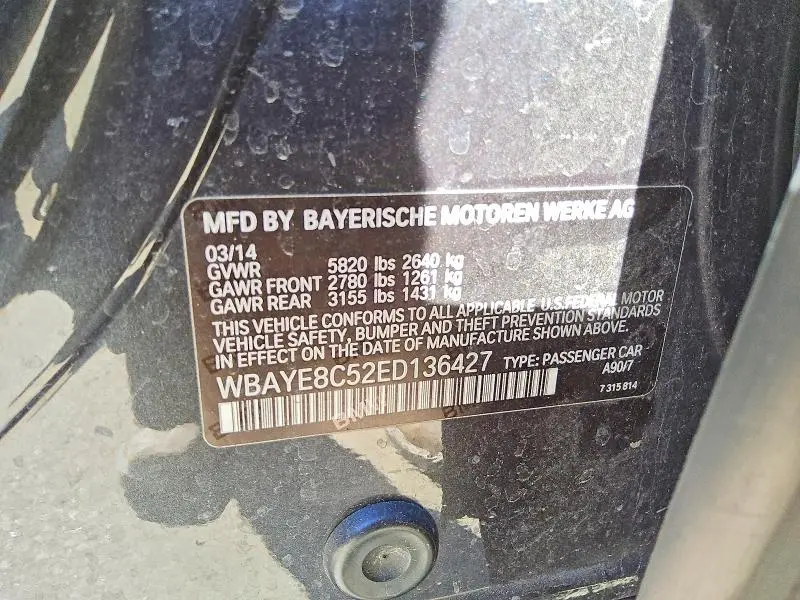 MFD BY BAYERISCHE MOTOREN WERKE AG
03/14
GVWR 5820 lbs 2640 kg
GAWR FRONT 2780 lbs 1261 kg
GAWR REAR 3155 lbs 1431 kg
THIS VEHICLE CONFORMS TO ALL APPLICABLE U.S.FEDERAL MOTOR
VEHICLE SAFETY, BUMPER AND THEFT PREVENTION STANDARDS
IN EFFECT ON THE DATE OF MANUFACTURE SHOWN ABOVE.
WBAYE8C52ED136427 TYPE: PASSENGER CAR
A90/7
7 315 814
BMW